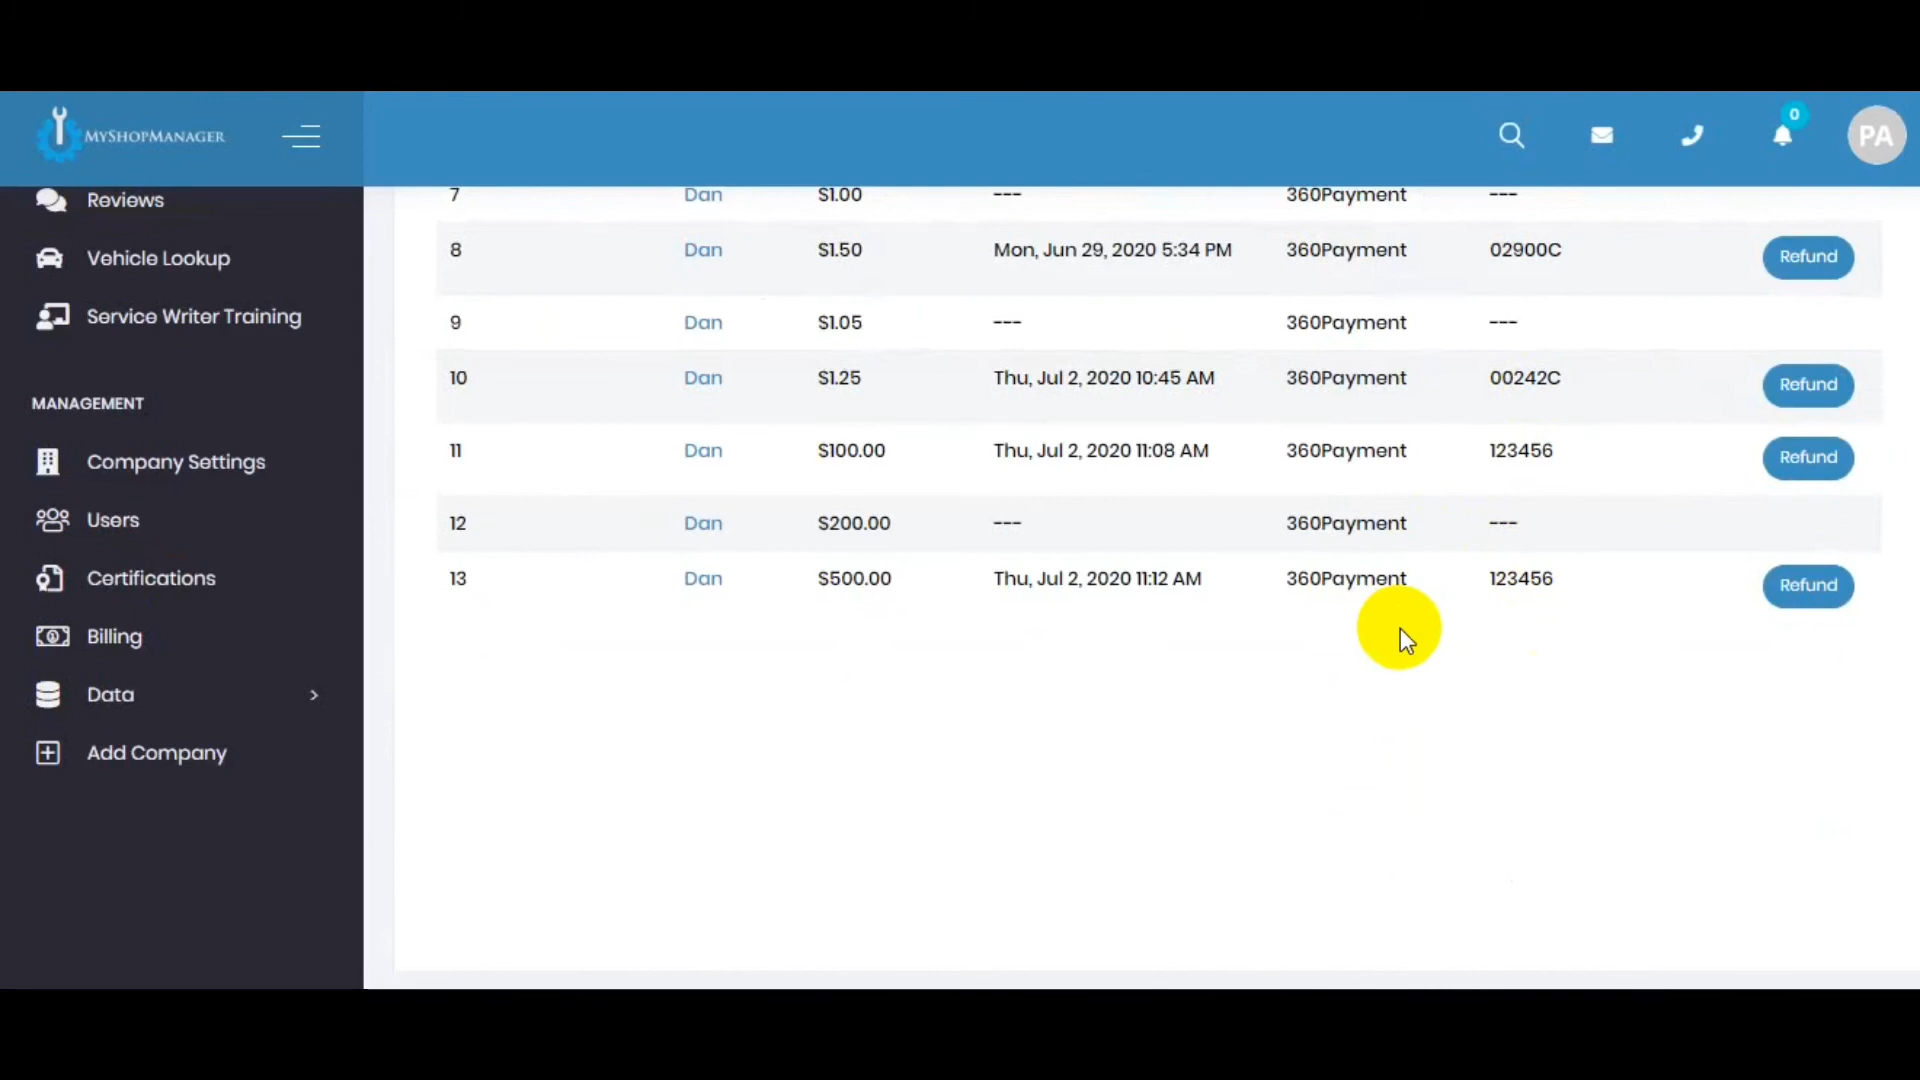 MYSHOPMANAGER
0
PA
Reviews
Vehicle Lookup
Service Writer Training
MANAGEMENT
Company Settings
Users
Certifications
Billing
Data
Add Company
7 Dan $1.00 --- 360Payment ---
8 Dan $1.50 Mon, Jun 29, 2020 5:34 PM 360Payment 02900C Refund
9 Dan $1.05 --- 360Payment ---
10 Dan $1.25 Thu, Jul 2, 2020 10:45 AM 360Payment 00242C Refund
11 Dan $100.00 Thu, Jul 2, 2020 11:08 AM 360Payment 123456 Refund
12 Dan $200.00 --- 360Payment ---
13 Dan $500.00 Thu, Jul 2, 2020 11:12 AM 360Payment 123456 Refund